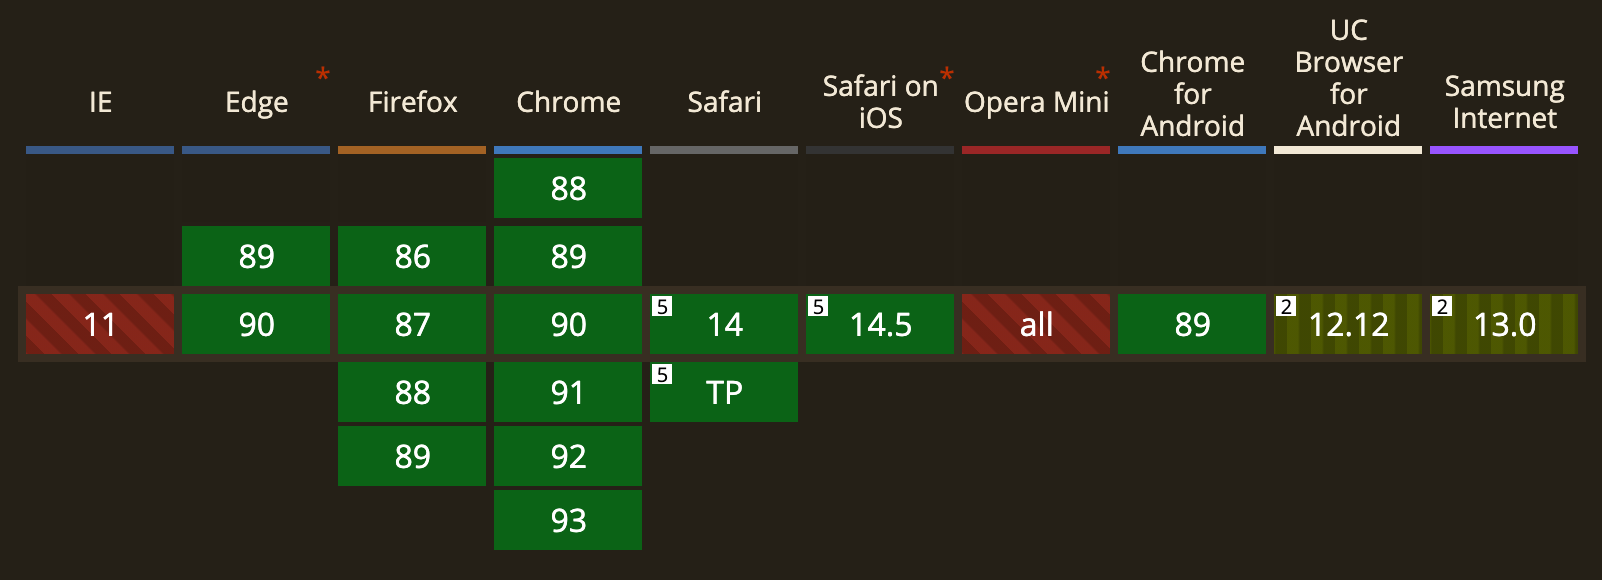 IE
Edge *
Firefox
Chrome
Safari
Safari on *
iOS
Opera Mini *
Chrome
for
Android
UC
Browser
for
Android
Samsung
Internet
88
89 86 89
11 90 87 90 5 14 5 14.5 all 89 2 12.12 2 13.0
88 91 5 TP
89 92
93